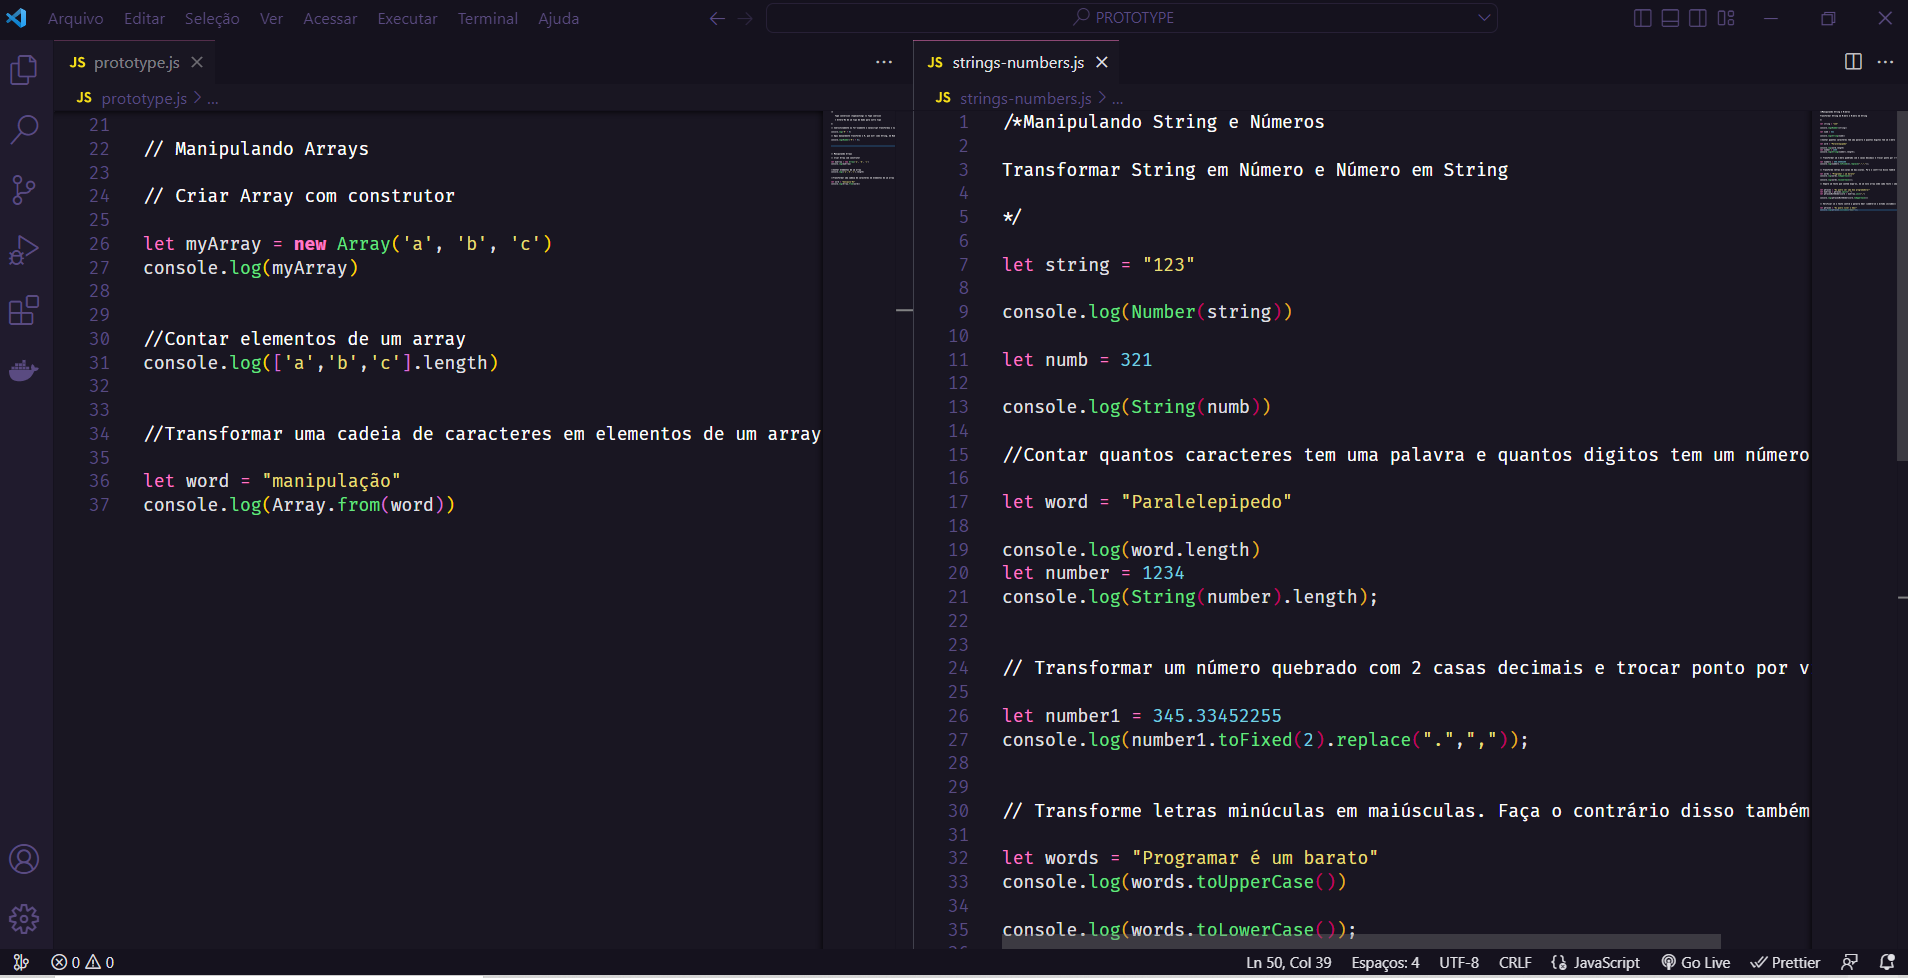 Arquivo Editar Seleção Ver Acessar Executar Terminal Ajuda
PROTOTYPE
JS prototype.js
JS prototype.js > ...
21
22 // Manipulando Arrays
23
24 // Criar Array com construtor
25
26 let myArray = new Array('a', 'b', 'c')
27 console.log(myArray)
28
29
30 //Contar elementos de um array
31 console.log(['a','b','c'].length)
32
33
34 //Transformar uma cadeia de caracteres em elementos de um array
35
36 let word = "manipulação"
37 console.log(Array.from(word))
JS strings-numbers.js
JS strings-numbers.js > ...
1 /*Manipulando String e Números
2
3 Transformar String em Número e Número em String
4
5 */
6
7 let string = "123"
8
9 console.log(Number(string))
10
11 let numb = 321
12
13 console.log(String(numb))
14
15 //Contar quantos caracteres tem uma palavra e quantos digitos tem um número
16
17 let word = "Paralelepipedo"
18
19 console.log(word.length)
20 let number = 1234
21 console.log(String(number).length);
22
23
24 // Transformar um número quebrado com 2 casas decimais e trocar ponto por v
25
26 let number1 = 345.33452255
27 console.log(number1.toFixed(2).replace(".",","));
28
29
30 // Transforme letras minúculas em maiúsculas. Faça o contrário disso também
31
32 let words = "Programar é um barato"
33 console.log(words.toUpperCase())
34
35 console.log(words.toLowerCase());
0 0
Ln 50, Col 39 Espaços: 4 UTF-8 CRLF JavaScript Go Live Prettier